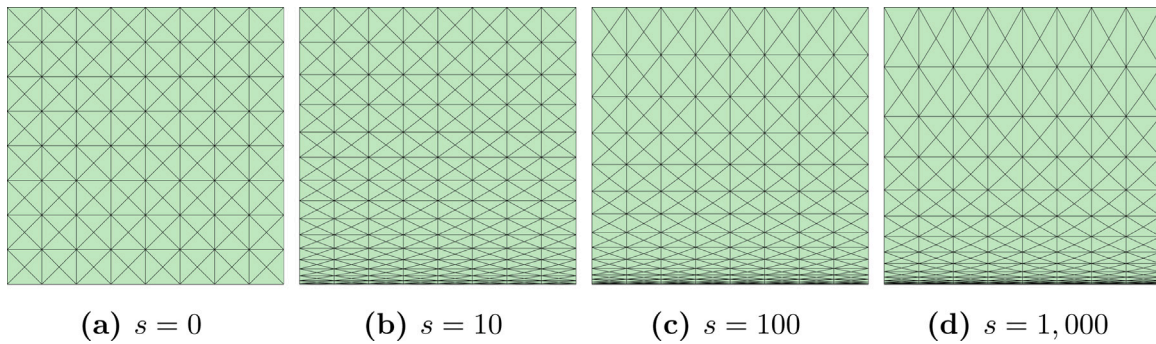 (a) s = 0
(b) s = 10
(c) s = 100
(d) s = 1,000